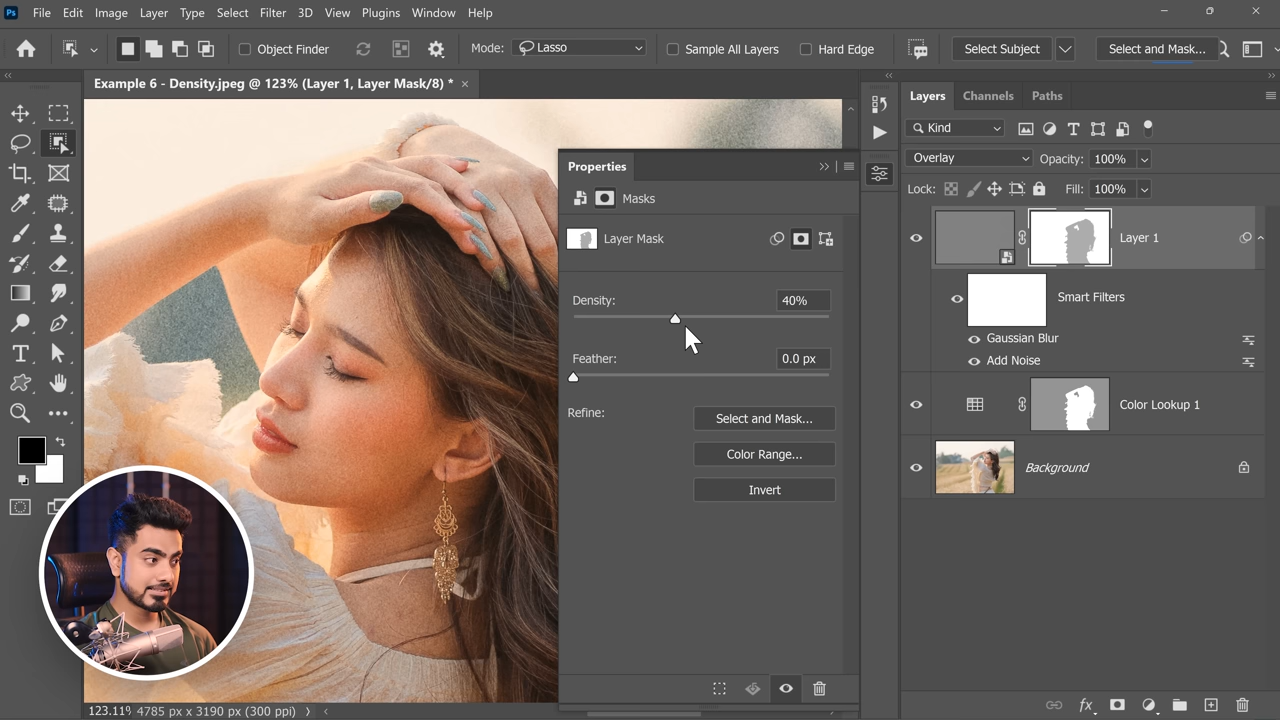 Ps File Edit Image Layer Type Select Filter 3D View Plugins Window Help
Object Finder Mode: Lasso Sample All Layers Hard Edge Select Subject Select and Mask...
Example 6 - Density.jpeg @ 123% (Layer 1, Layer Mask/8) * ×
Layers Channels Paths
Kind
Overlay Opacity: 100%
Lock: Fill: 100%
Layer 1
Smart Filters
Gaussian Blur
Add Noise
Color Lookup 1
Background
Properties
Masks
Layer Mask
Density: 40%
Feather: 0.0 px
Refine: Select and Mask...
Color Range...
Invert
123.11% 4785 px x 3190 px (300 ppi)
fx